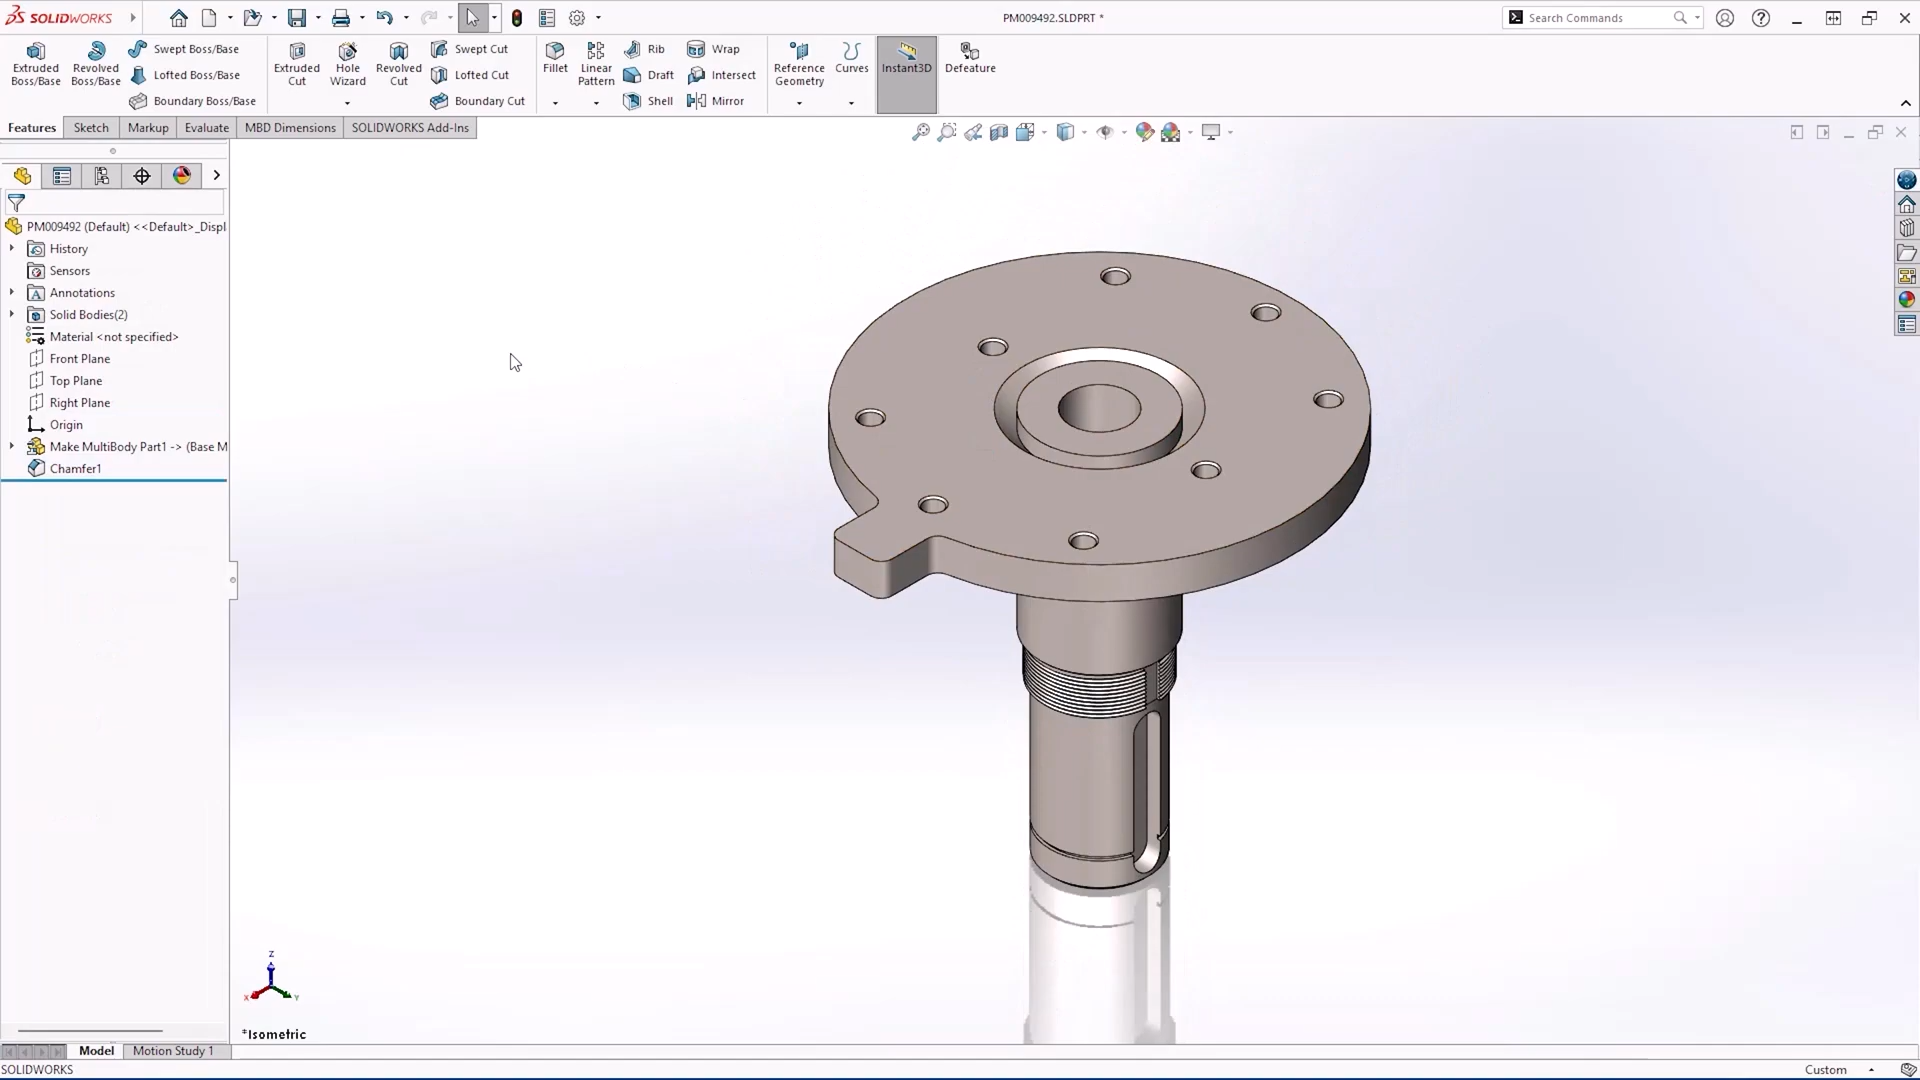 SOLIDWORKS
PM009492.SLDPRT *
Search Commands
Extruded Boss/Base
Revolved Boss/Base
Swept Boss/Base
Lofted Boss/Base
Boundary Boss/Base
Extruded Cut
Hole Wizard
Revolved Cut
Swept Cut
Lofted Cut
Boundary Cut
Fillet
Linear Pattern
Rib
Draft
Shell
Wrap
Intersect
Mirror
Reference Geometry
Curves
Instant3D
Defeature
Features
Sketch
Markup
Evaluate
MBD Dimensions
SOLIDWORKS Add-Ins
PM009492 (Default) <<Default>_Displ
History
Sensors
Annotations
Solid Bodies(2)
Material <not specified>
Front Plane
Top Plane
Right Plane
Origin
Make MultiBody Part1 -> (Base M
Chamfer1
Z
X
Y
*Isometric
Model
Motion Study 1
SOLIDWORKS
Custom